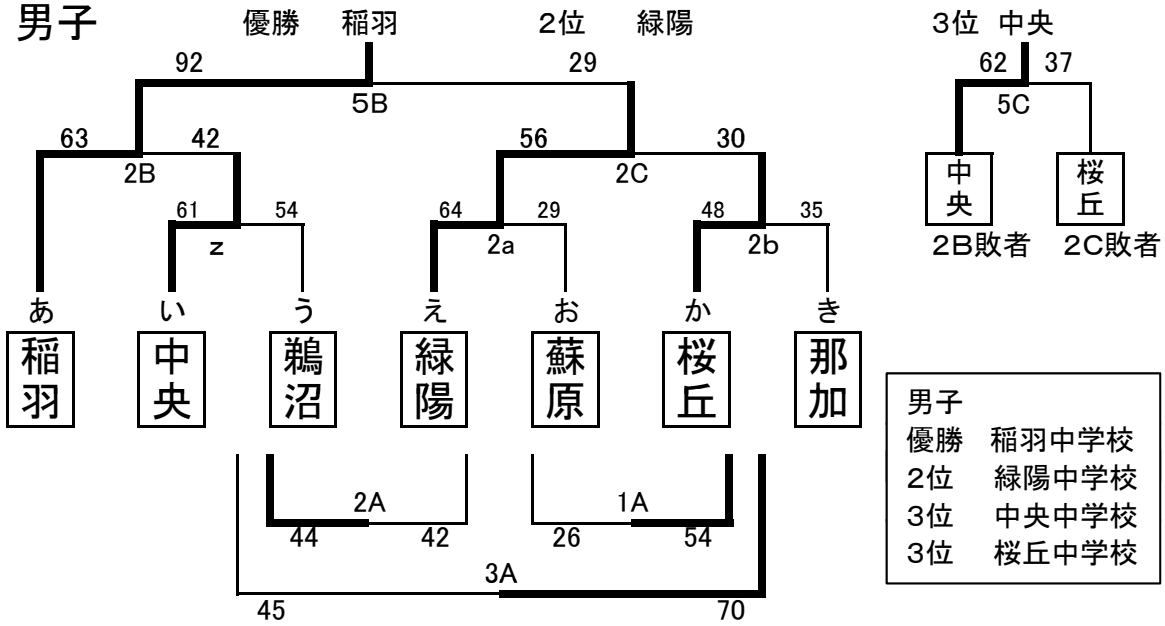 男子 優勝 稲羽 2位 緑陽 3位 中央
92 29 62 37
5B 5C
63 42 56 30
2B 2C
中央 桜丘
61 54 64 29 48 35
z 2a 2b
2B敗者 2C敗者
あ い う え お か き
稲羽 中央 鵜沼 緑陽 蘇原 桜丘 那加
男子
優勝 稲羽中学校
2位 緑陽中学校
3位 中央中学校
3位 桜丘中学校
2A 1A
44 42 26 54
3A
45 70